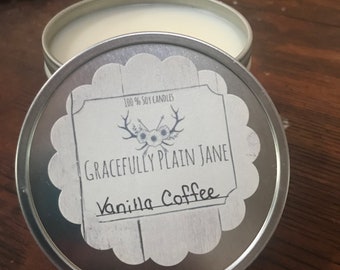 100 % Soy Candles
Gracefully Plain Jane
Vanilla Coffee